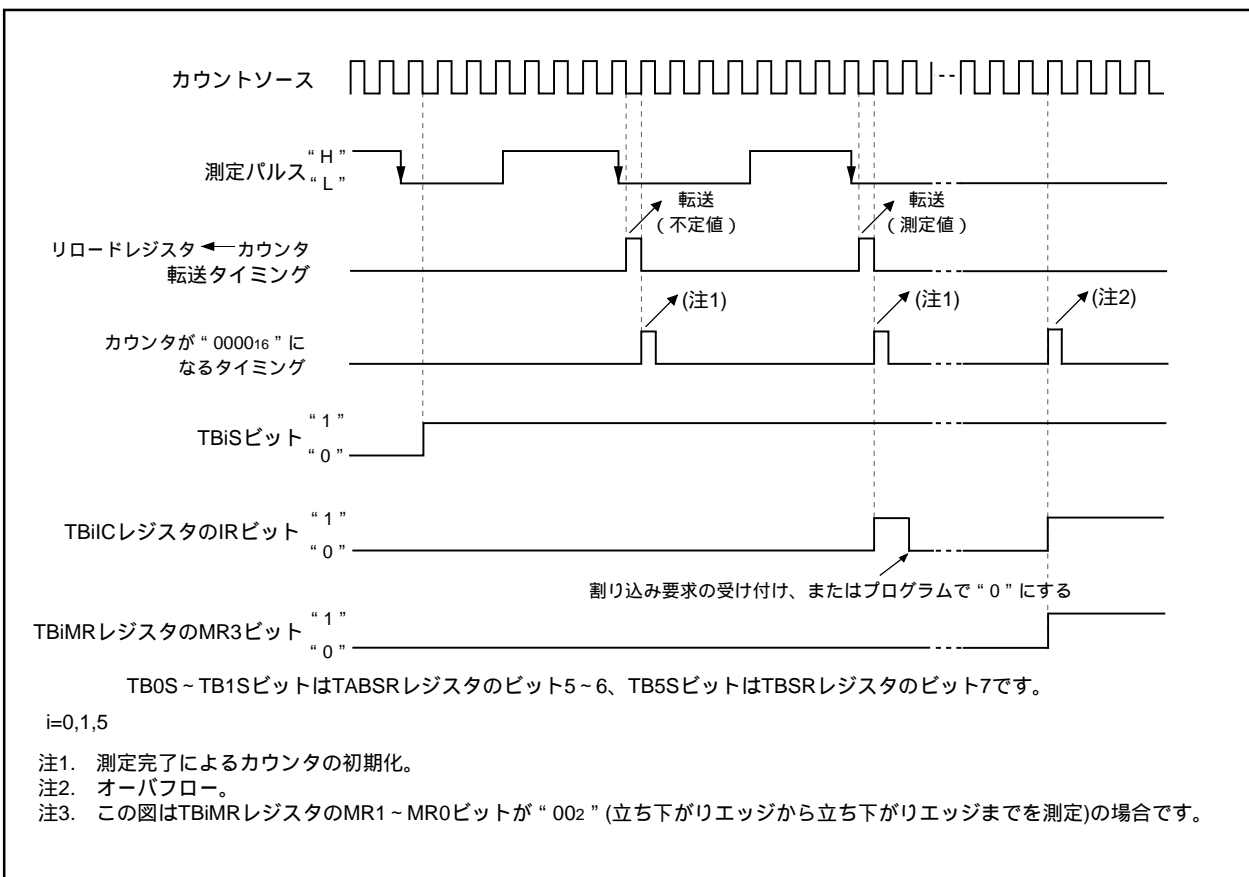 カウントソース
測定パルス
“ H ”
“ L ”
転送
( 不定値 )
転送
( 測定値 )
リロードレジスタ カウンタ
転送タイミング
(注1)
(注1)
(注2)
カウンタが “ 000016 ” に
なるタイミング
TBiSビット
“ 1 ”
“ 0 ”
TBiICレジスタのIRビット
“ 1 ”
“ 0 ”
割り込み要求の受け付け、またはプログラムで “ 0 ” にする
TBiMRレジスタのMR3ビット
“ 1 ”
“ 0 ”
TB0S ~ TB1SビットはTABSRレジスタのビット5 ~ 6、TB5SビットはTBSRレジスタのビット7です。
i=0,1,5
注1. 測定完了によるカウンタの初期化。
注2. オーバフロー。
注3. この図はTBiMRレジスタのMR1 ~ MR0ビットが “ 002 ” (立ち下がりエッジから立ち下がりエッジまでを測定)の場合です。